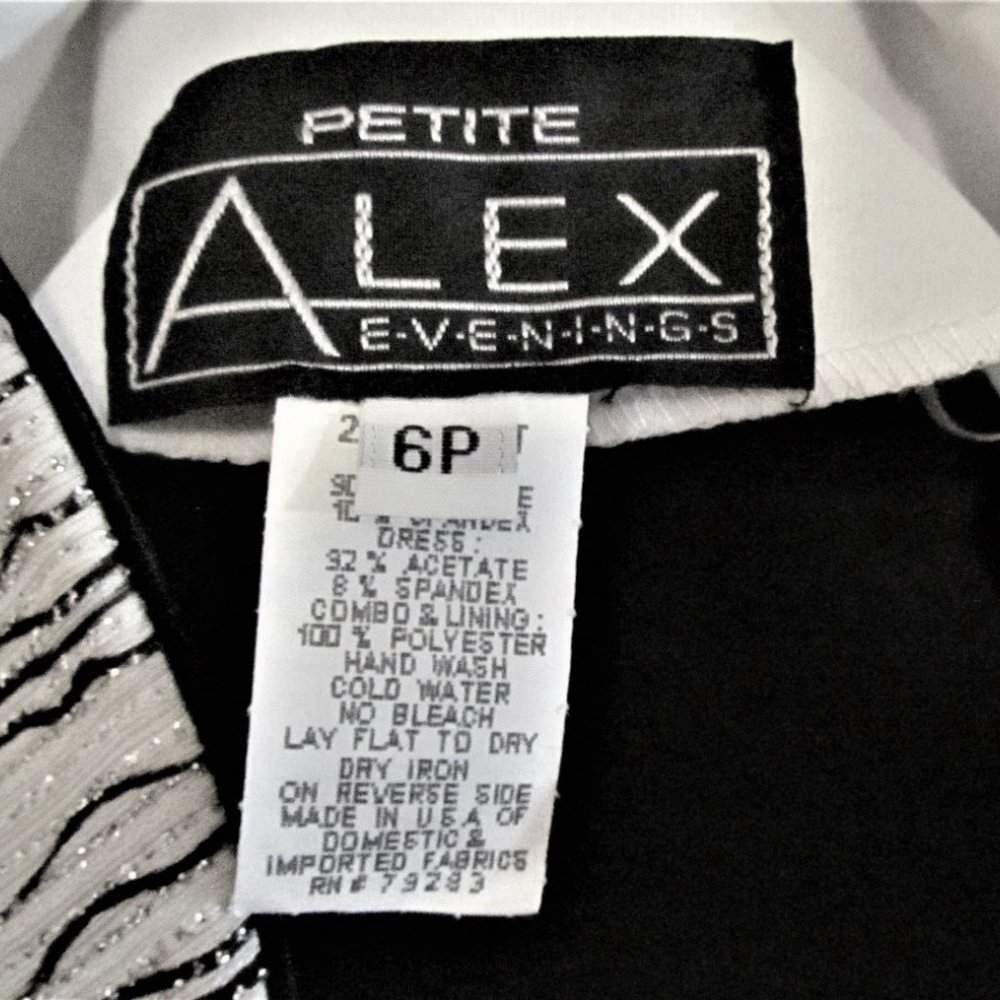 PETITE
ALEX
E-V-E-N-I-N-G-S
6P
% SPANDEX
DRESS:
92 % ACETATE
8 % SPANDEX
COMBO & LINING:
100 % POLYESTER
HAND WASH
COLD WATER
NO BLEACH
LAY FLAT TO DRY
DRY IRON
ON REVERSE SIDE
MADE IN U.S.A OF
DOMESTIC &
IMPORTED FABRICS
RN # 79283